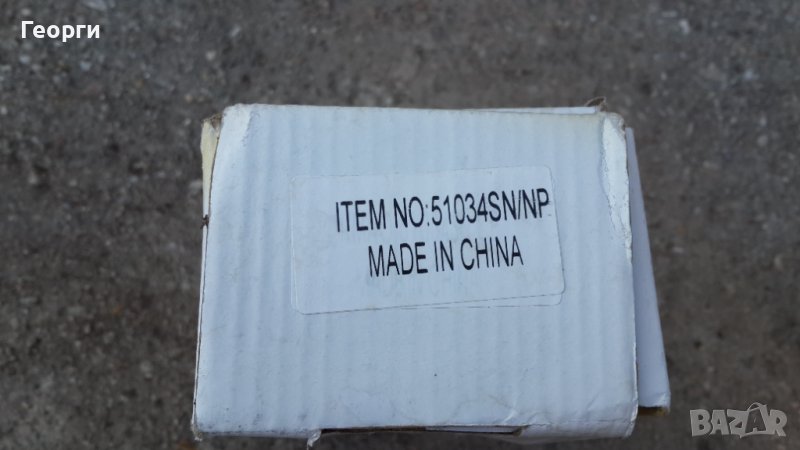 Георги
ITEM NO:51034SN/NP
MADE IN CHINA
BAZAR